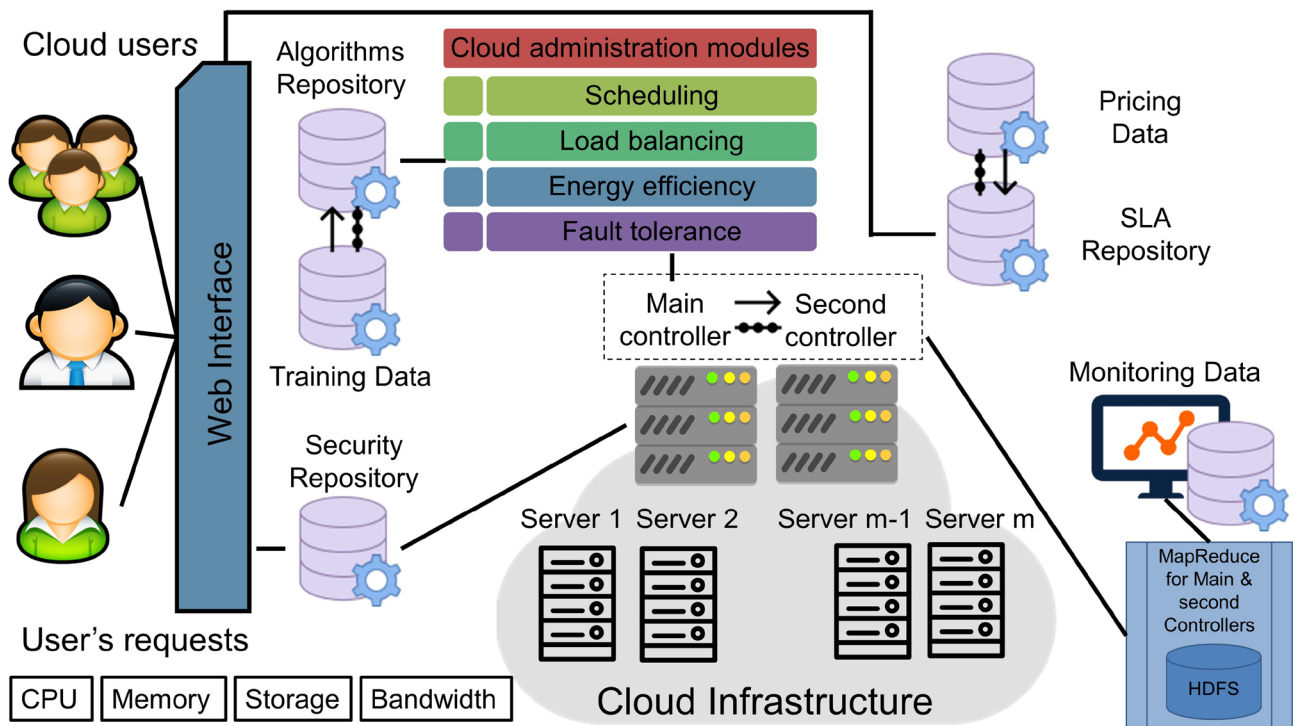 Cloud users
Web Interface
Algorithms
Repository
Training Data
Security
Repository
Cloud administration modules
Scheduling
Load balancing
Energy efficiency
Fault tolerance
Main
controller
Second
controller
Pricing
Data
SLA
Repository
Monitoring Data
MapReduce
for Main &
second
Controllers
HDFS
Server 1
Server 2
Server m-1
Server m
Cloud Infrastructure
User's requests
CPU
Memory
Storage
Bandwidth